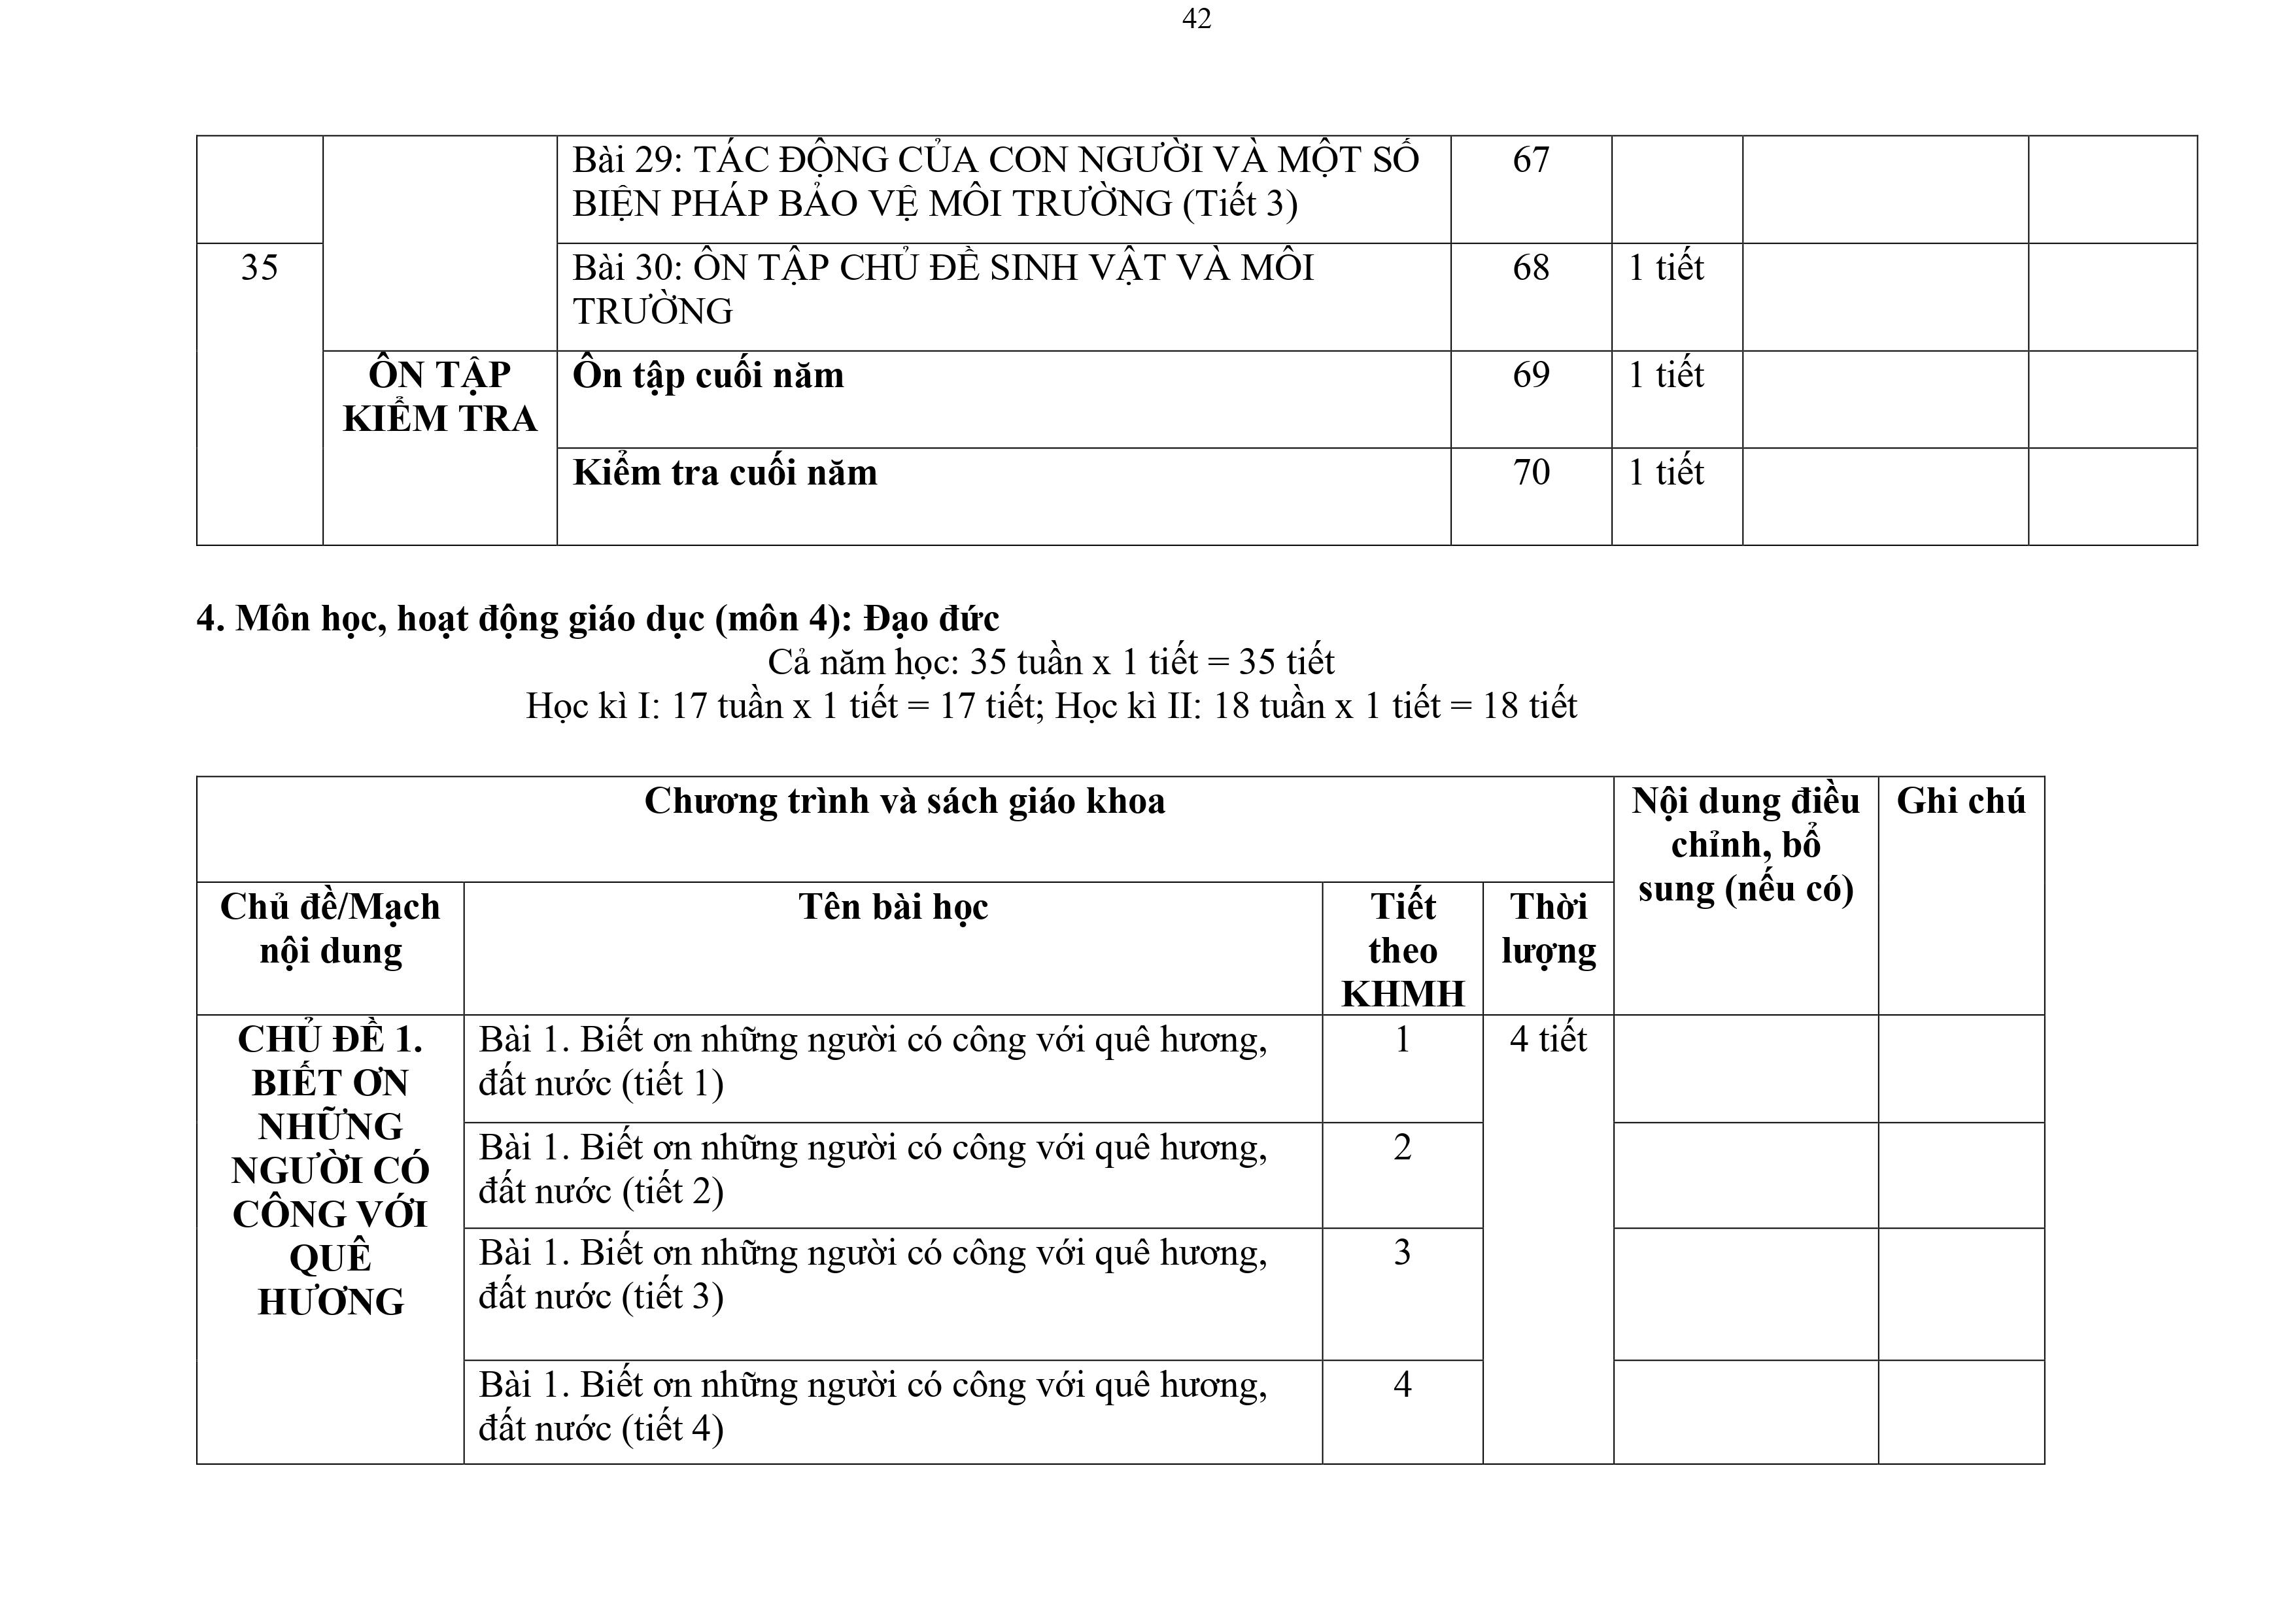 42
Bài 29: TÁC ĐỘNG CỦA CON NGƯỜI VÀ MỘT SỐ
BIỆN PHÁP BẢO VỆ MÔI TRƯỜNG (Tiết 3)
67
35
Bài 30: ÔN TẬP CHỦ ĐỀ SINH VẬT VÀ MÔI
TRƯỜNG
68
1 tiết
ÔN TẬP
KIỂM TRA
Ôn tập cuối năm
69
1 tiết
Kiểm tra cuối năm
70
1 tiết
4. Môn học, hoạt động giáo dục (môn 4): Đạo đức
Cả năm học: 35 tuần x 1 tiết = 35 tiết
Học kì I: 17 tuần x 1 tiết = 17 tiết; Học kì II: 18 tuần x 1 tiết = 18 tiết
Chương trình và sách giáo khoa
Nội dung điều
chỉnh, bổ
sung (nếu có)
Ghi chú
Chủ đề/Mạch
nội dung
Tên bài học
Tiết
theo
KHMH
Thời
lượng
CHỦ ĐỀ 1.
BIẾT ƠN
NHỮNG
NGƯỜI CÓ
CÔNG VỚI
QUÊ
HƯƠNG
Bài 1. Biết ơn những người có công với quê hương,
đất nước (tiết 1)
1
4 tiết
Bài 1. Biết ơn những người có công với quê hương,
đất nước (tiết 2)
2
Bài 1. Biết ơn những người có công với quê hương,
đất nước (tiết 3)
3
Bài 1. Biết ơn những người có công với quê hương,
đất nước (tiết 4)
4